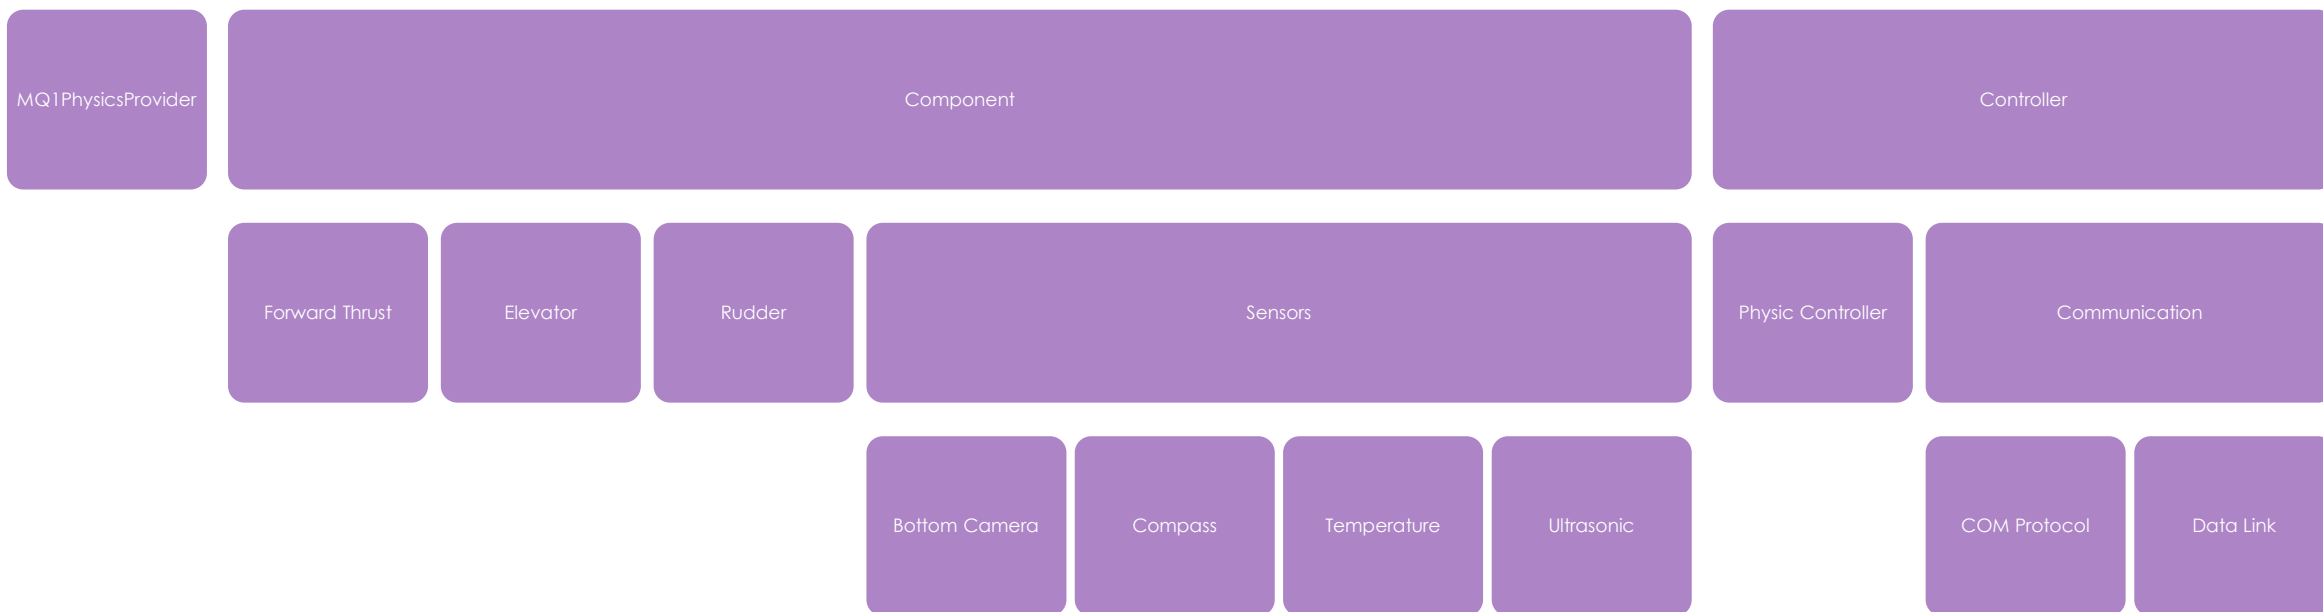 MQ1PhysicsProvider
Component
Controller
Forward Thrust
Elevator
Rudder
Sensors
Physic Controller
Communication
Bottom Camera
Compass
Temperature
Ultrasonic
COM Protocol
Data Link